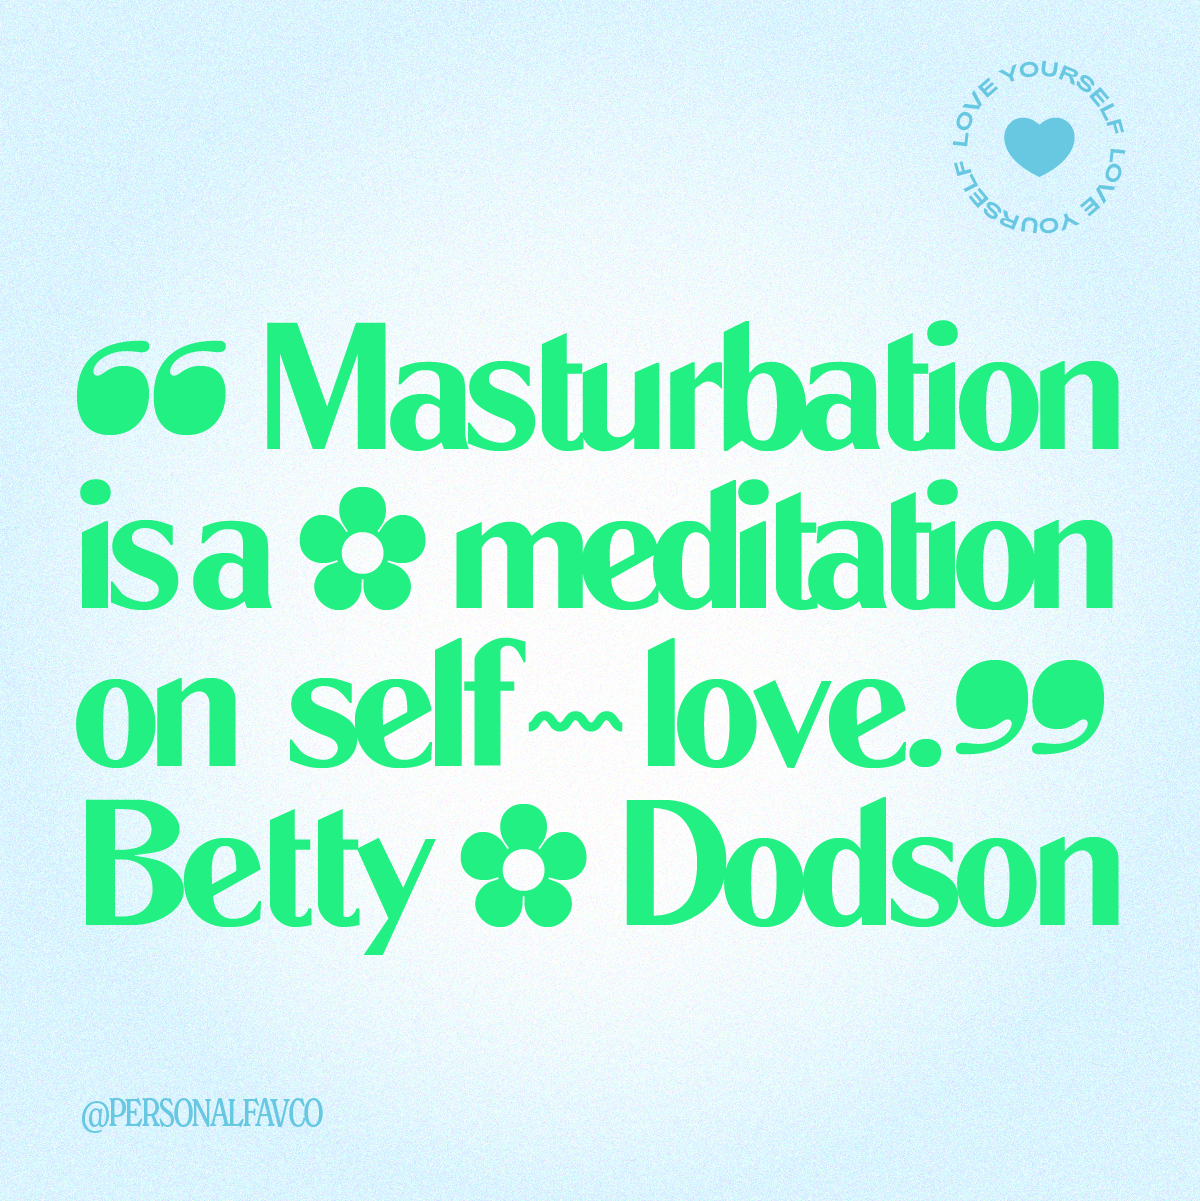 LOVE YOURSELF LOVE YOURSELF
“Masturbation
is a meditation
on self~love.”
Betty Dodson
@PERSONALFAVCO